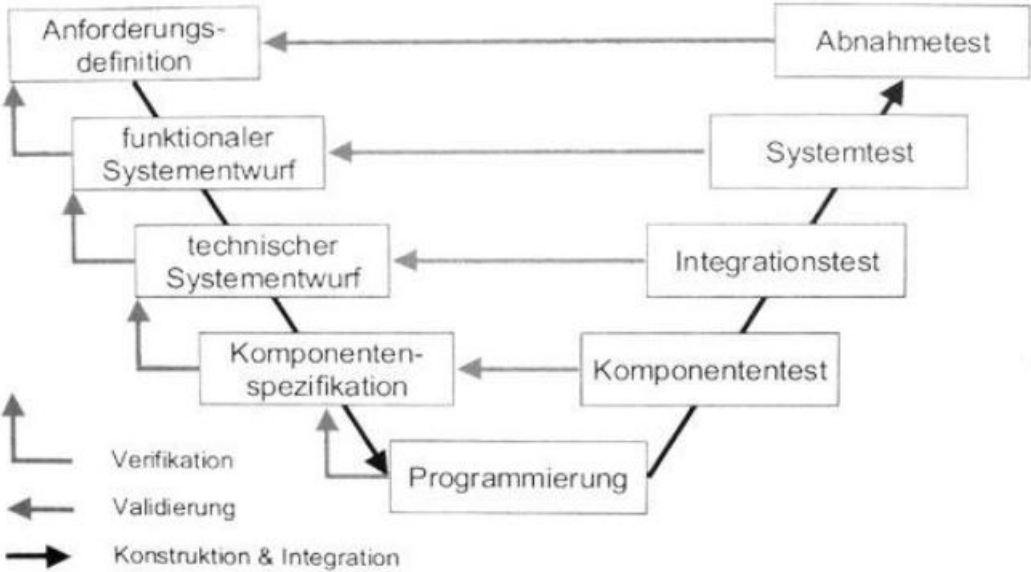 Anforderungs-
definition
Abnahmetest
funktionaler
Systementwurf
Systemtest
technischer
Systementwurf
Integrationstest
Komponenten-
spezifikation
Komponententest
Programmierung
Verifikation
Validierung
Konstruktion & Integration